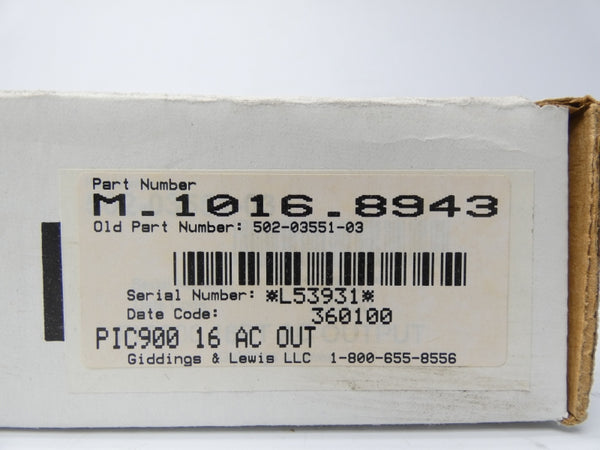 Part Number
M.1016.8943
Old Part Number: 502-03551-03
Serial Number: *L53931*
Date Code: 360100
PIC900 16 AC OUT
Giddings & Lewis LLC 1-800-655-8556